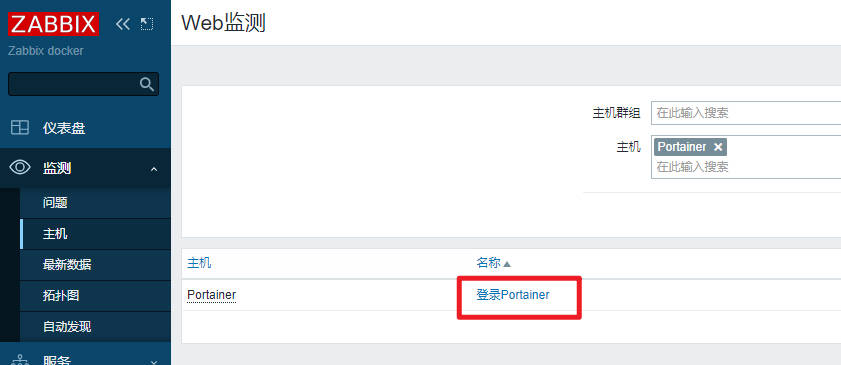 ZABBIX
Zabbix docker
仪表盘
监测
问题
主机
最新数据
拓扑图
自动发现
服务
Web监测
主机群组 在此输入搜索
主机 Portainer
在此输入搜索
主机 名称
Portainer 登录Portainer